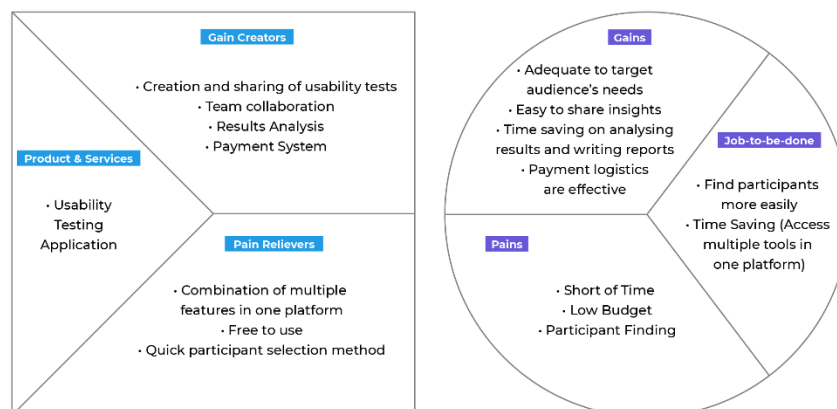 Gain Creators
• Creation and sharing of usability tests
• Team collaboration
• Results Analysis
• Payment System
Product & Services
• Usability
Testing
Application
Pain Relievers
• Combination of multiple
features in one platform
• Free to use
• Quick participant selection method
Gains
• Adequate to target
audience's needs
• Easy to share insights
• Time saving on analysing
results and writing reports
• Payment logistics
are effective
Job-to-be-done
• Find participants
more easily
• Time Saving (Access
multiple tools in
one platform)
Pains
• Short of Time
• Low Budget
• Participant Finding